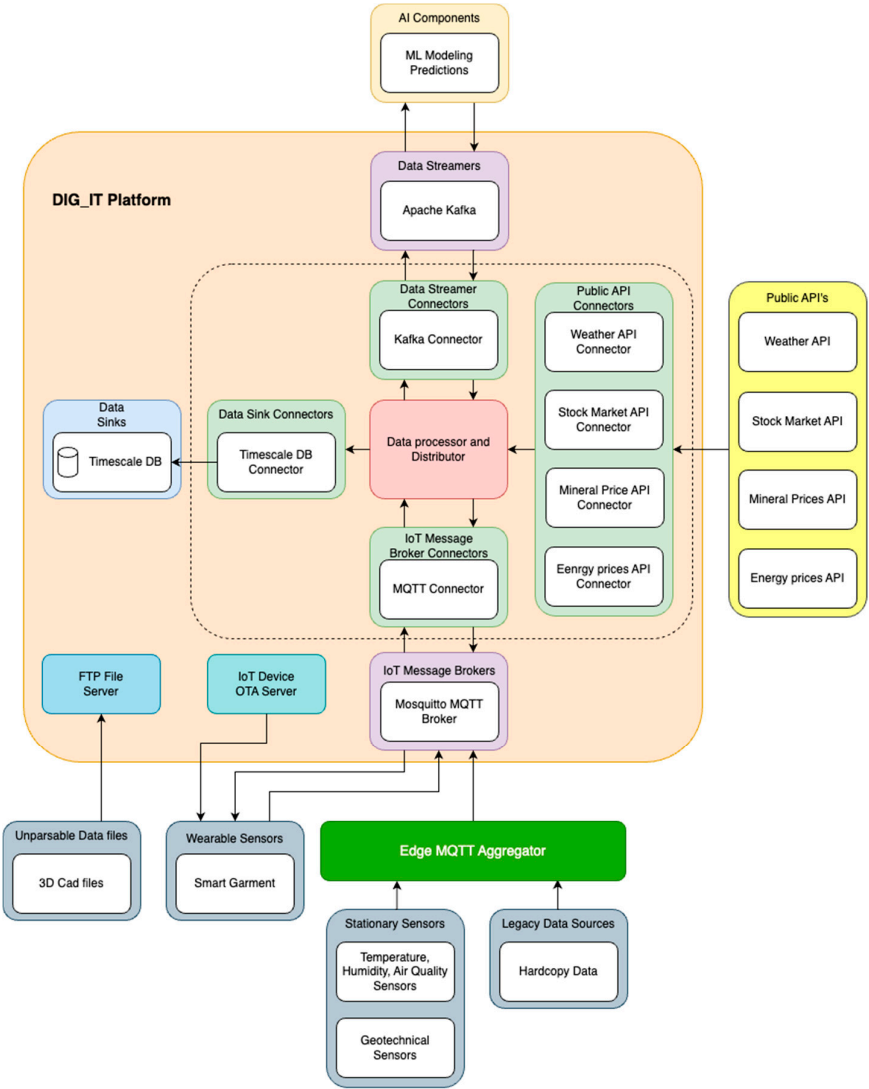 AI Components
ML Modeling
Predictions
DIG_IT Platform
Data Streamers
Apache Kafka
Data Streamer
Connectors
Kafka Connector
Public API
Connectors
Weather API
Connector
Stock Market API
Connector
Mineral Price API
Connector
Eenrgy prices API
Connector
Public API's
Weather API
Stock Market API
Mineral Prices API
Energy prices API
Data
Sinks
Timescale DB
Data Sink Connectors
Timescale DB
Connector
Data processor and
Distributor
IoT Message
Broker Connectors
MQTT Connector
FTP File
Server
IoT Device
OTA Server
IoT Message Brokers
Mosquitto MQTT
Broker
Unparsable Data files
3D Cad files
Wearable Sensors
Smart Garment
Edge MQTT Aggregator
Stationary Sensors
Temperature,
Humidity, Air Quality
Sensors
Geotechnical
Sensors
Legacy Data Sources
Hardcopy Data